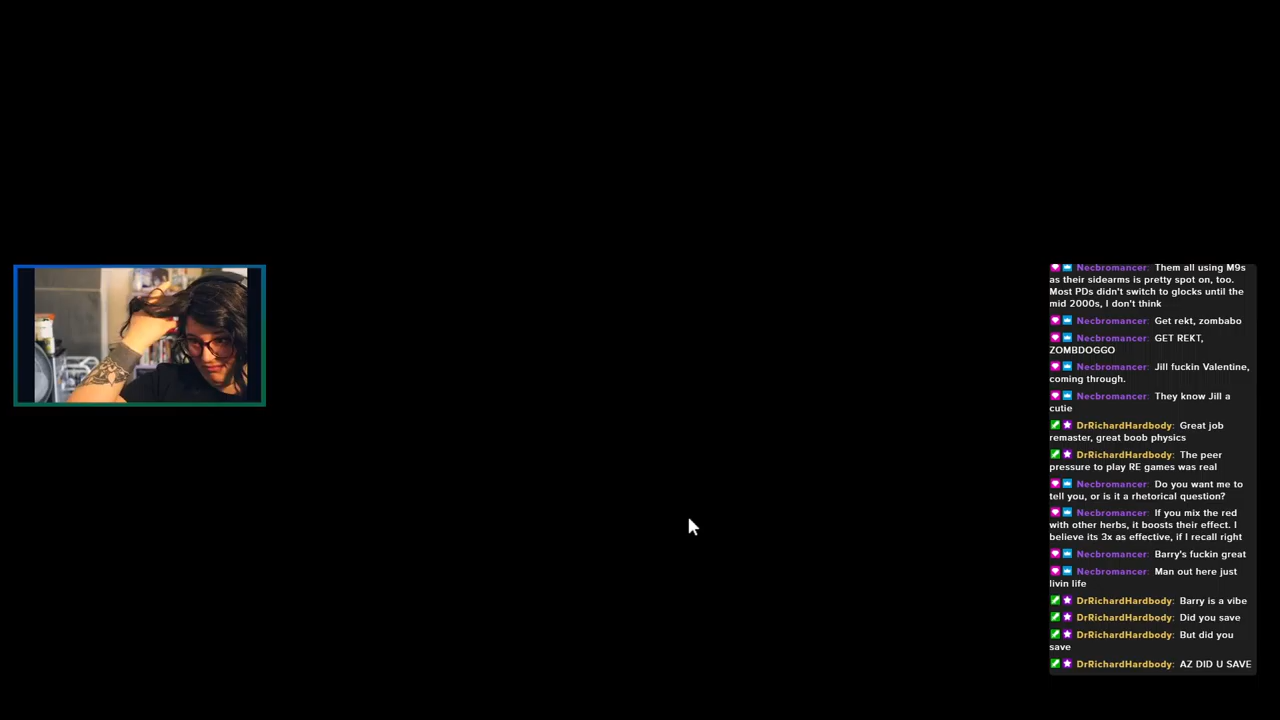 Necbromancer: Them all using M9s
as their sidearms is pretty spot on, too.
Most PDs didn't switch to glocks until the
mid 2000s, I don't think
Necbromancer: Get rekt, zombabo
Necbromancer: GET REKT,
ZOMBDOGGO
Necbromancer: Jill fuckin Valentine,
coming through.
Necbromancer: They know Jill a
cutie
DrRichardHardbody: Great job
remaster, great boob physics
DrRichardHardbody: The peer
pressure to play RE games was real
Necbromancer: Do you want me to
tell you, or is it a rhetorical question?
Necbromancer: If you mix the red
with other herbs, it boosts their effect. I
believe its 3x as effective, if I recall right
Necbromancer: Barry's fuckin great
Necbromancer: Man out here just
livin life
DrRichardHardbody: Barry is a vibe
DrRichardHardbody: Did you save
DrRichardHardbody: But did you
save
DrRichardHardbody: AZ DID U SAVE